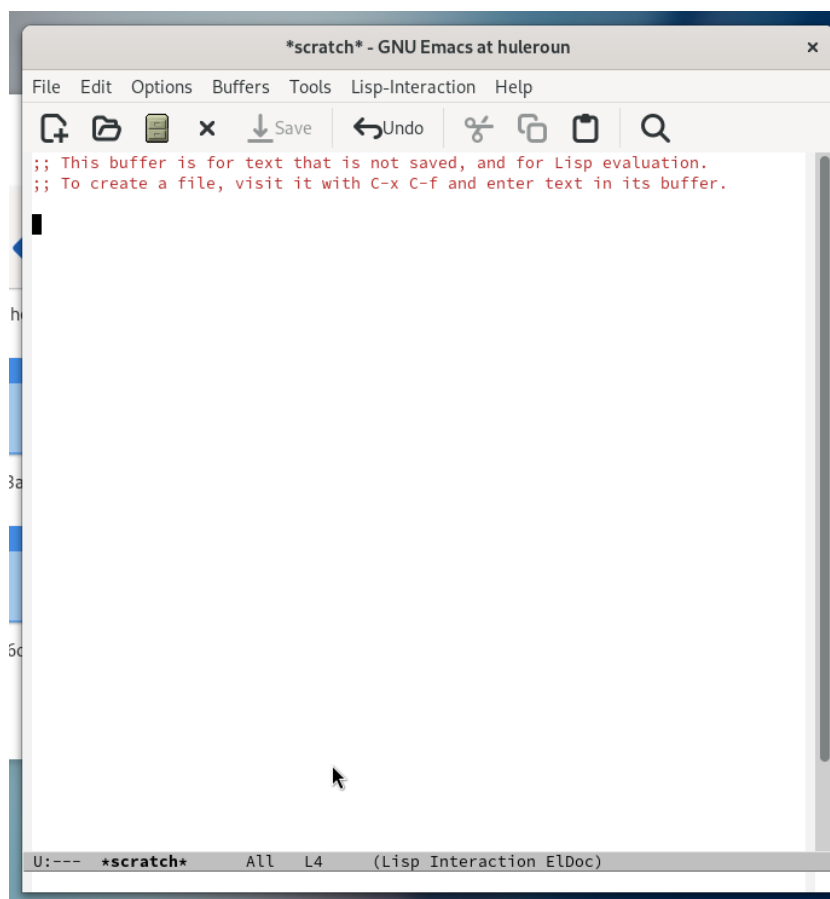 *scratch* - GNU Emacs at huleroun
File Edit Options Buffers Tools Lisp-Interaction Help
Save Undo
;; This buffer is for text that is not saved, and for Lisp evaluation.
;; To create a file, visit it with C-x C-f and enter text in its buffer.
U:--- *scratch* All L4 (Lisp Interaction ElDoc)